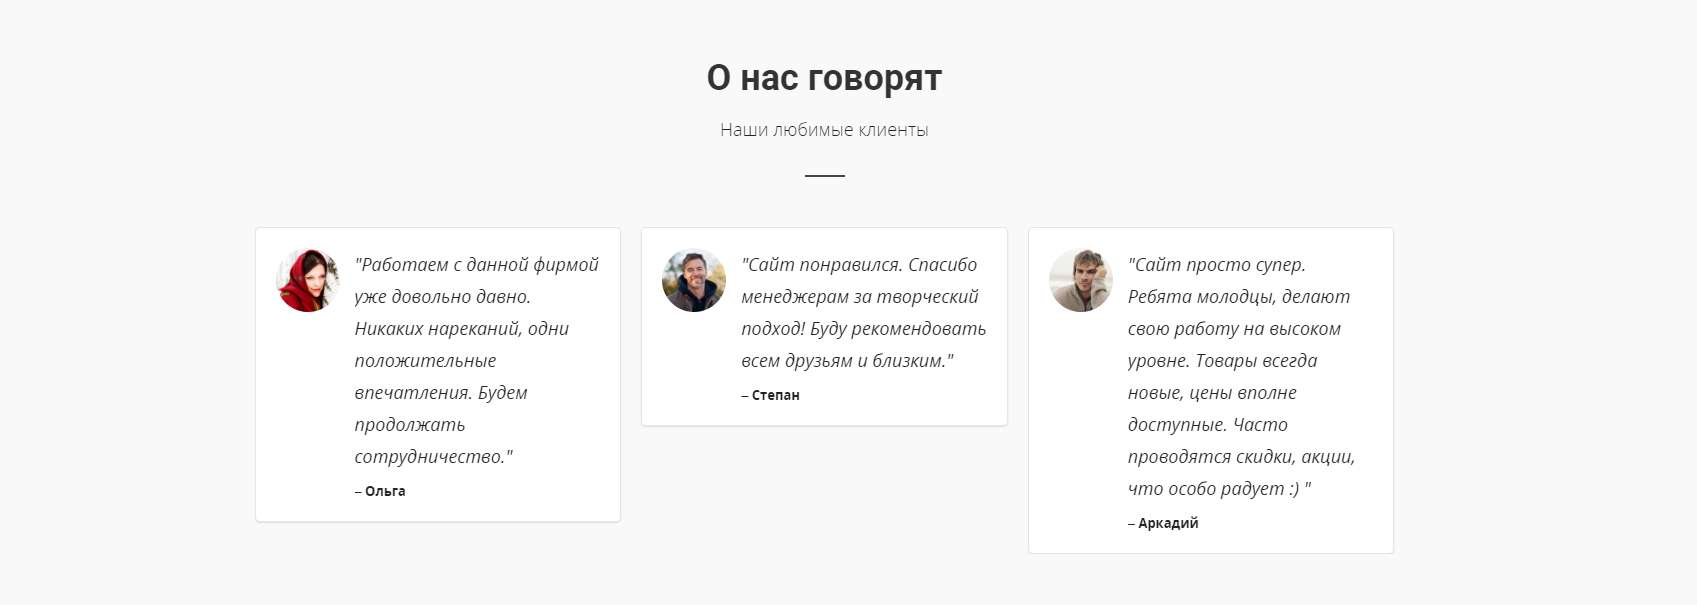 О нас говорят
Наши любимые клиенты
"Работаем с данной фирмой
уже довольно давно.
Никаких нареканий, одни
положительные
впечатления. Будем
продолжать
сотрудничество."
– Ольга
"Сайт понравился. Спасибо
менеджерам за творческий
подход! Буду рекомендовать
всем друзьям и близким."
– Степан
"Сайт просто супер.
Ребята молодцы, делают
свою работу на высоком
уровне. Товары всегда
новые, цены вполне
доступные. Часто
проводятся скидки, акции,
что особо радует :) "
– Аркадий